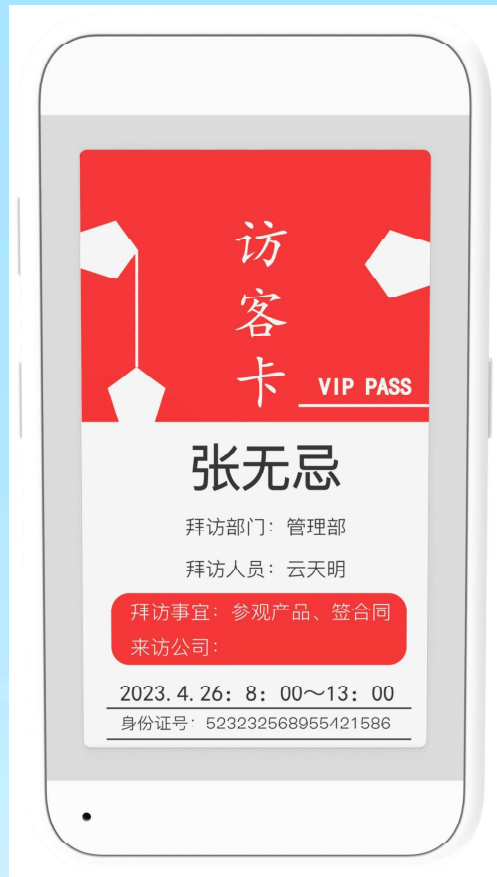 访客卡
VIP PASS
张无忌
拜访部门：管理部
拜访人员：云天明
拜访事宜：参观产品、签合同
来访公司：
2023.4.26：8：00～13：00
身份证号：523232568955421586